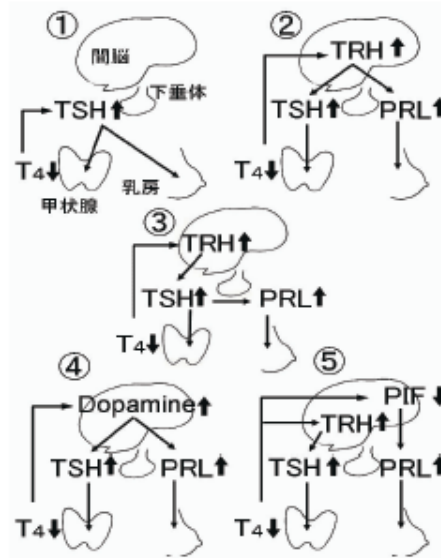 ①
間脳
下垂体
TSH⬆
T₄⬇
甲状腺
乳房
②
TRH⬆
TSH⬆ PRL⬆
T₄⬇
③
TRH⬆
TSH⬆ PRL⬆
T₄⬇
④
Dopamine⬆
TSH⬆ PRL⬆
T₄⬇
⑤
PIF⬇
TRH⬆
TSH⬆ PRL⬆
T₄⬇